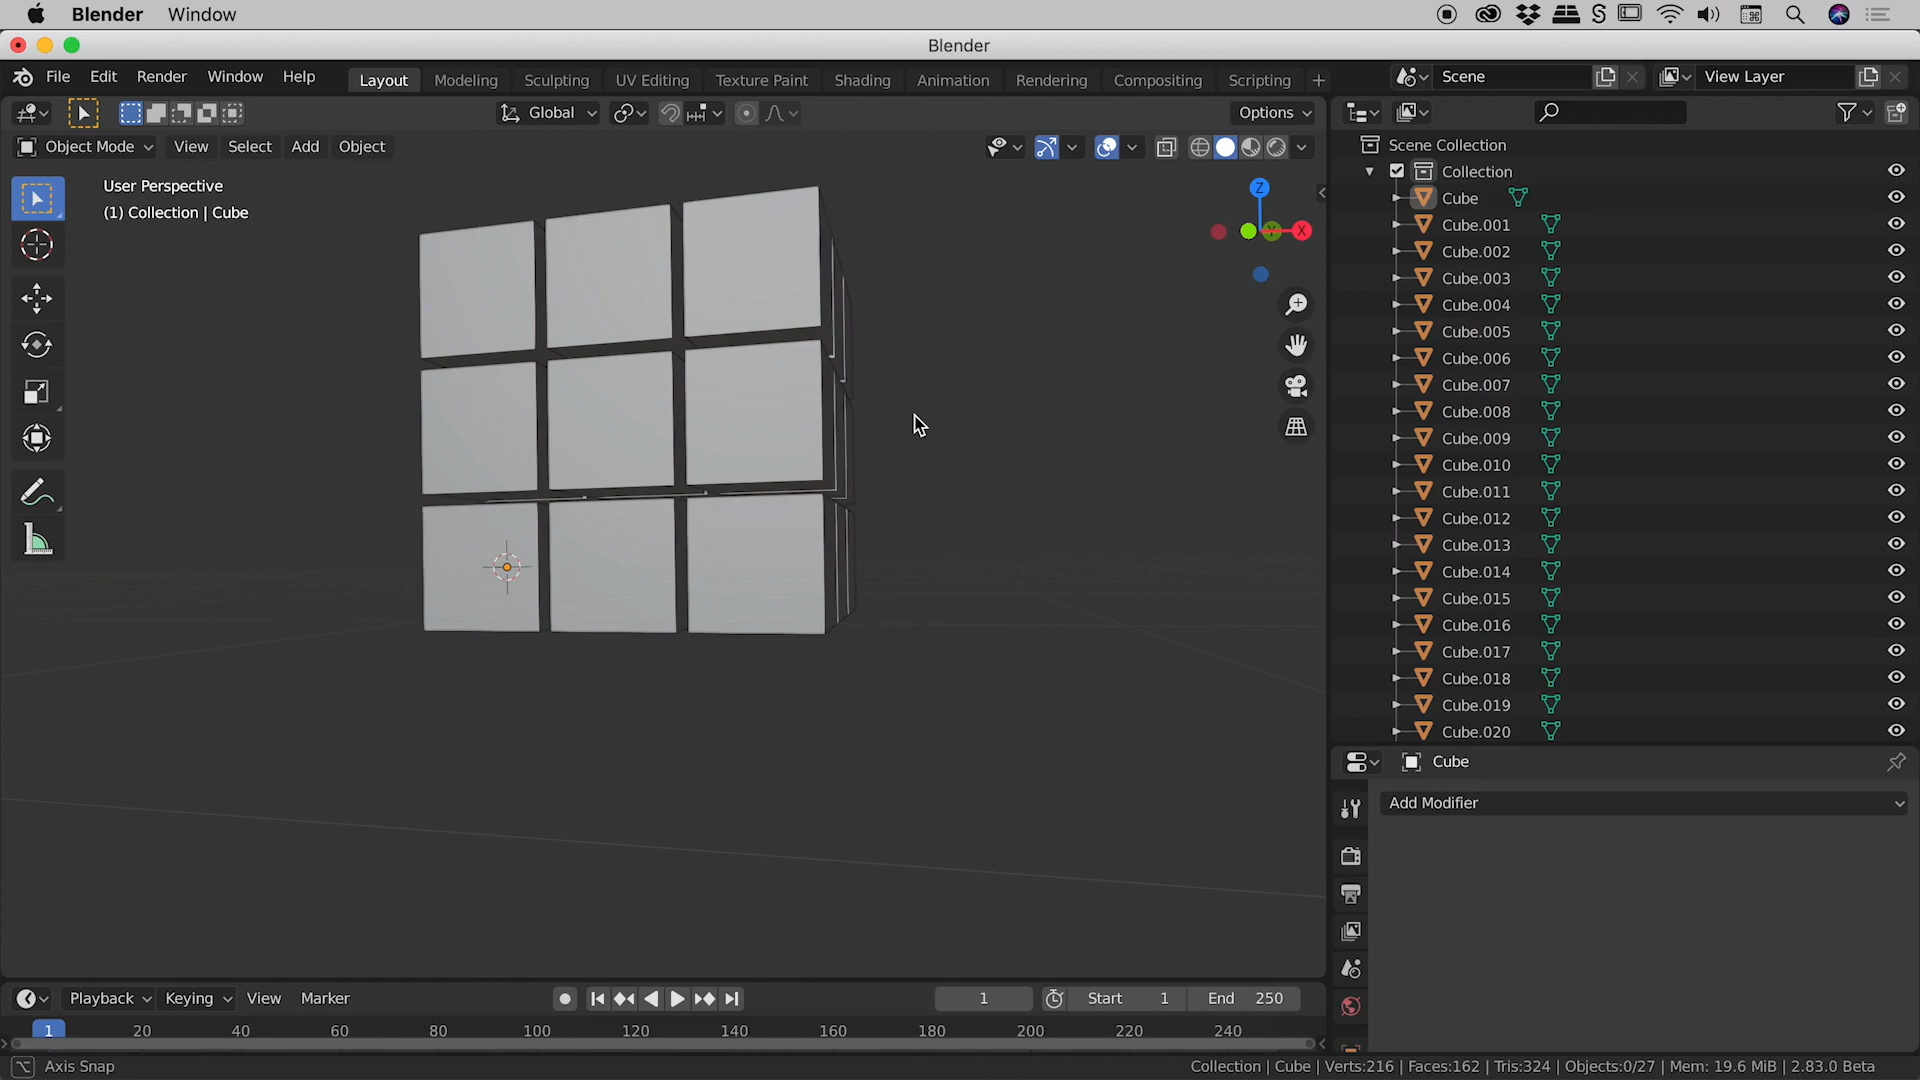 Blender Window
Blender
File Edit Render Window Help
Layout Modeling Sculpting UV Editing Texture Paint Shading Animation Rendering Compositing Scripting +
Scene
View Layer
Global
Options
Object Mode View Select Add Object
User Perspective
(1) Collection | Cube
Z
Y
X
Scene Collection
Collection
Cube
Cube.001
Cube.002
Cube.003
Cube.004
Cube.005
Cube.006
Cube.007
Cube.008
Cube.009
Cube.010
Cube.011
Cube.012
Cube.013
Cube.014
Cube.015
Cube.016
Cube.017
Cube.018
Cube.019
Cube.020
Cube
Add Modifier
Playback Keying View Marker
1
Start 1
End 250
1 20 40 60 80 100 120 140 160 180 200 220 240
Axis Snap
Collection | Cube | Verts:216 | Faces:162 | Tris:324 | Objects:0/27 | Mem: 19.6 MiB | 2.83.0 Beta